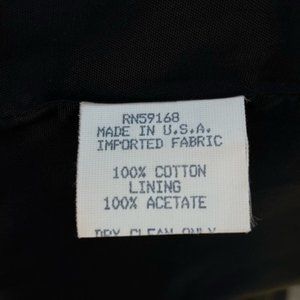 RN59168
MADE IN U.S.A.
IMPORTED FABRIC
100% COTTON
LINING
100% ACETATE
DRY CLEAN ONLY